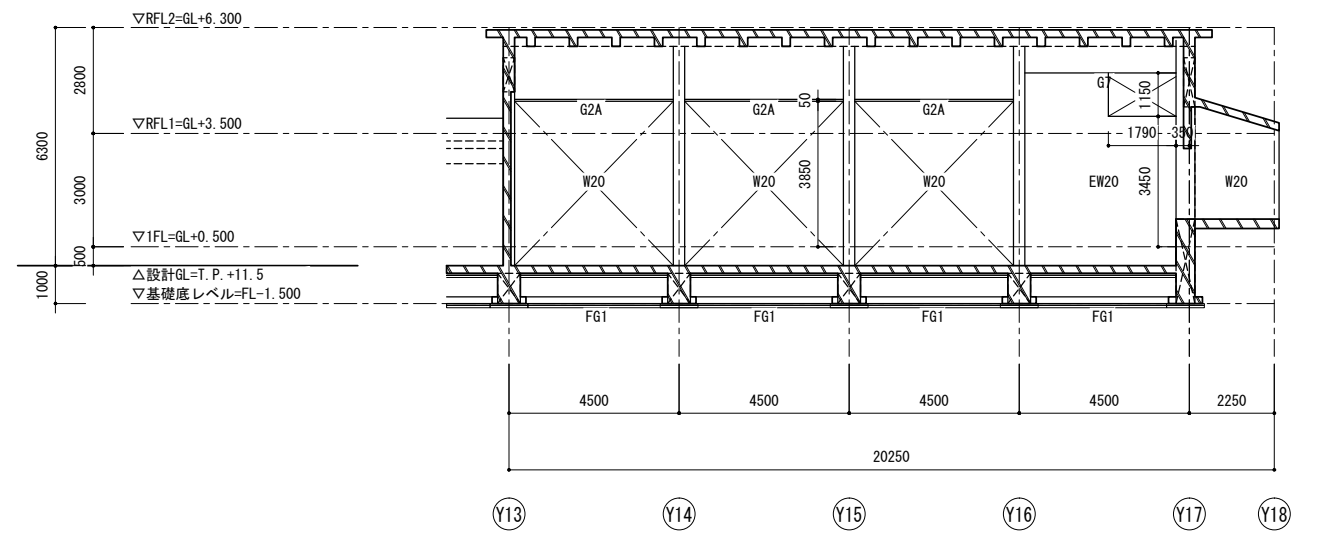 ▽RFL2=GL+6.300
2800
6300
▽RFL1=GL+3.500
3000
▽1FL=GL+0.500
500
△設計GL=T.P.+11.5
1000
▽基礎底レベル=FL-1.500
G2A
G2A
50
G2A
G7
1150
1790
350
W20
W20
3850
W20
EW20
3450
W20
FG1
FG1
FG1
FG1
4500
4500
4500
4500
2250
20250
Y13
Y14
Y15
Y16
Y17
Y18